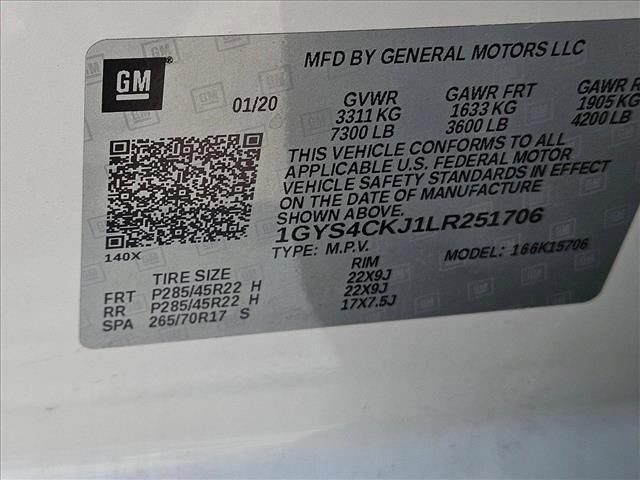 MFD BY GENERAL MOTORS LLC
GM
01/20
GVWR
3311 KG
7300 LB
GAWR FRT
1633 KG
3600 LB
GAWR R
1905 KG
4200 LB
THIS VEHICLE CONFORMS TO ALL
APPLICABLE U.S. FEDERAL MOTOR
VEHICLE SAFETY STANDARDS IN EFFECT
ON THE DATE OF MANUFACTURE
SHOWN ABOVE.
1GYS4CKJ1LR251706
TYPE: M.P.V.
MODEL: 166K15706
140X
TIRE SIZE
RIM
FRT P285/45R22 H 22X9J
RR P285/45R22 H 22X9J
SPA 265/70R17 S 17X7.5J